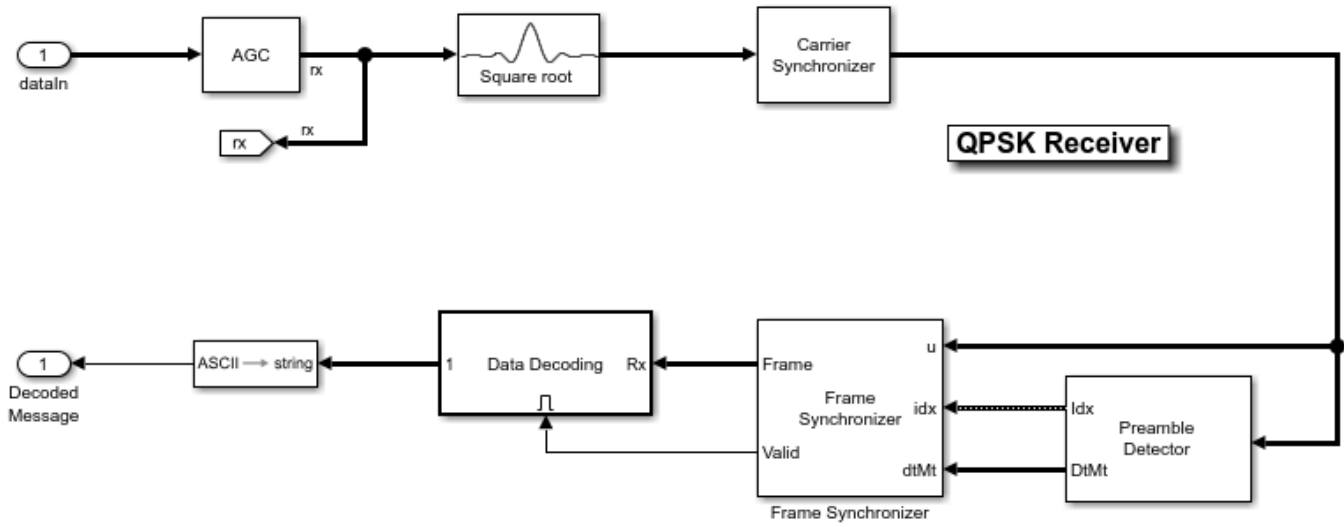 1
dataIn
AGC
rx
rx
rx
Square root
Carrier
Synchronizer
QPSK Receiver
1
Decoded
Message
ASCII → string
1
Data Decoding
Rx
Frame
Valid
Frame
Synchronizer
u
idx
dtMt
Frame Synchronizer
Idx
DtMt
Preamble
Detector